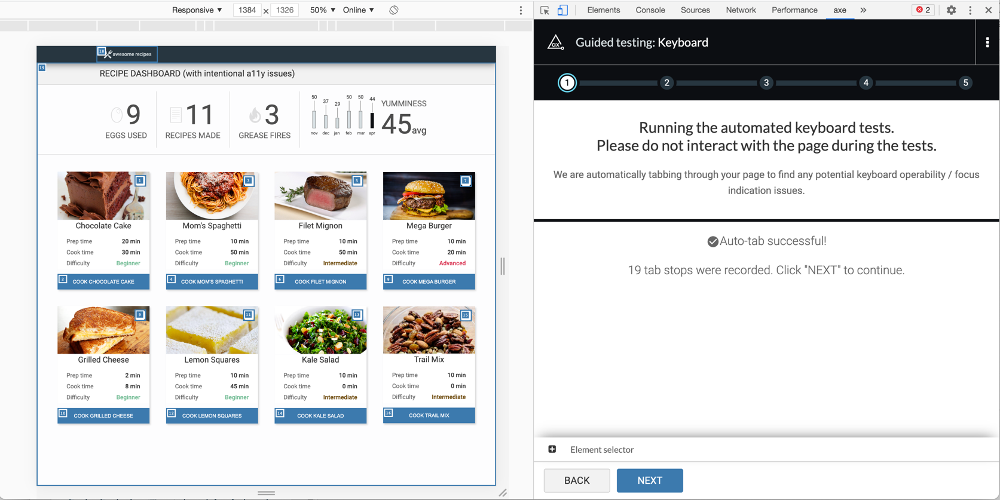 Responsive ▼ 1384 x 1326 50% ▼ Online ▼
Elements Console Sources Network Performance axe » 2
18 awesome recipes
19
RECIPE DASHBOARD (with intentional a11y issues)
9
EGGS USED
11
RECIPES MADE
3
GREASE FIRES
50 37 29 50 50 44
nov dec jan feb mar apr
YUMMINESS
45avg
1 3 5 7
Chocolate Cake
Prep time 20 min
Cook time 30 min
Difficulty Beginner
2 COOK CHOCOLATE CAKE
Mom's Spaghetti
Prep time 10 min
Cook time 50 min
Difficulty Beginner
4 COOK MOM'S SPAGHETTI
Filet Mignon
Prep time 10 min
Cook time 50 min
Difficulty Intermediate
6 COOK FILET MIGNON
Mega Burger
Prep time 10 min
Cook time 20 min
Difficulty Advanced
8 COOK MEGA BURGER
9 11 13 15
Grilled Cheese
Prep time 2 min
Cook time 8 min
Difficulty Beginner
10 COOK GRILLED CHEESE
Lemon Squares
Prep time 10 min
Cook time 45 min
Difficulty Beginner
12 COOK LEMON SQUARES
Kale Salad
Prep time 10 min
Cook time 0 min
Difficulty Intermediate
14 COOK KALE SALAD
Trail Mix
Prep time 10 min
Cook time 0 min
Difficulty Intermediate
16 COOK TRAIL MIX
ax Guided testing: Keyboard
1 2 3 4 5
Running the automated keyboard tests.
Please do not interact with the page during the tests.
We are automatically tabbing through your page to find any potential keyboard operability / focus
indication issues.
Auto-tab successful!
19 tab stops were recorded. Click "NEXT" to continue.
Element selector
BACK NEXT